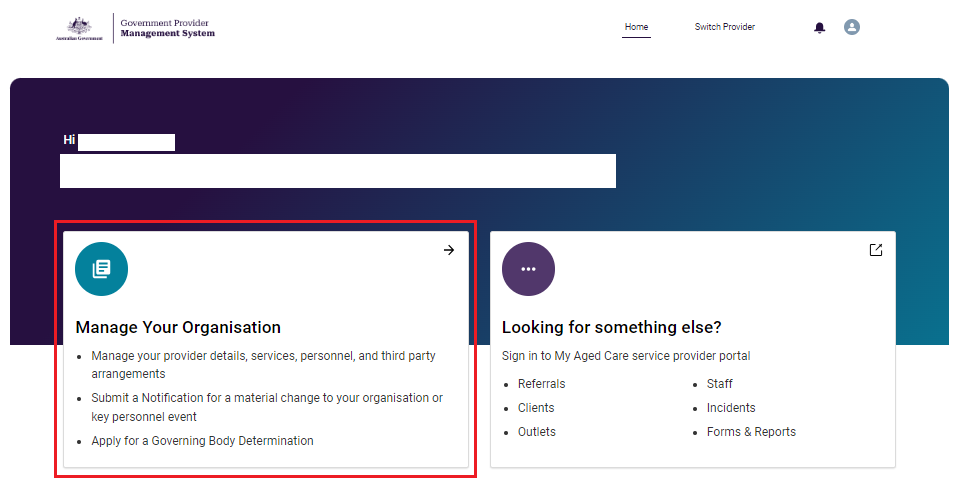 Australian Government
Government Provider
Management System
Home
Switch Provider
Hi
Manage Your Organisation
Manage your provider details, services, personnel, and third party
arrangements
Submit a Notification for a material change to your organisation or
key personnel event
Apply for a Governing Body Determination
Looking for something else?
Sign in to My Aged Care service provider portal
Referrals
Clients
Outlets
Staff
Incidents
Forms & Reports